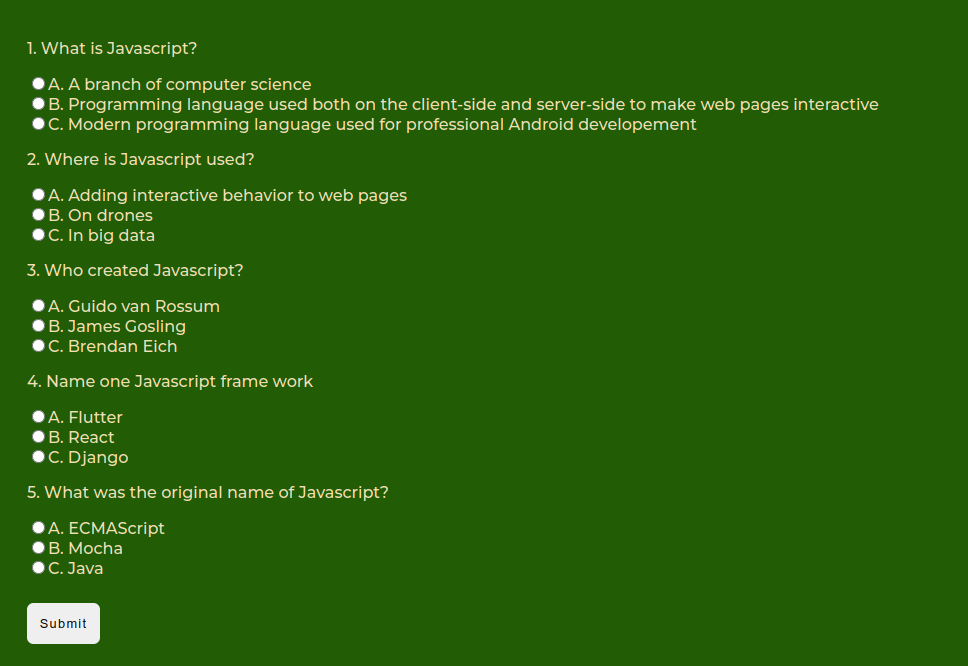 1. What is Javascript?
A. A branch of computer science
B. Programming language used both on the client-side and server-side to make web pages interactive
C. Modern programming language used for professional Android developement
2. Where is Javascript used?
A. Adding interactive behavior to web pages
B. On drones
C. In big data
3. Who created Javascript?
A. Guido van Rossum
B. James Gosling
C. Brendan Eich
4. Name one Javascript frame work
A. Flutter
B. React
C. Django
5. What was the original name of Javascript?
A. ECMAScript
B. Mocha
C. Java
Submit